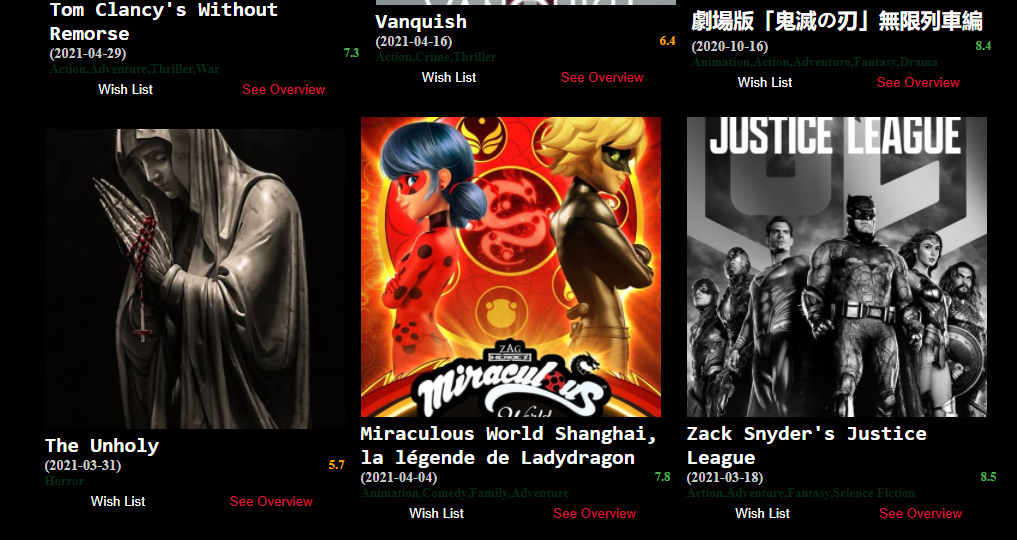 Tom Clancy's Without
Remorse
(2021-04-29)
7.3
Action,Adventure,Thriller,War
Wish List
See Overview
Vanquish
(2021-04-16)
6.4
Action,Crime,Thriller
Wish List
See Overview
劇場版「鬼滅の刃」無限列車編
(2020-10-16)
8.4
Animation,Action,Adventure,Fantasy,Drama
Wish List
See Overview
The Unholy
(2021-03-31)
5.7
Horror
Wish List
See Overview
ZAG
HEROEZ
Miraculous
World
Miraculous World Shanghai,
la légende de Ladydragon
(2021-04-04)
7.8
Animation,Comedy,Family,Adventure
Wish List
See Overview
JUSTICE LEAGUE
Zack Snyder's Justice
League
(2021-03-18)
8.5
Action,Adventure,Fantasy,Science Fiction
Wish List
See Overview